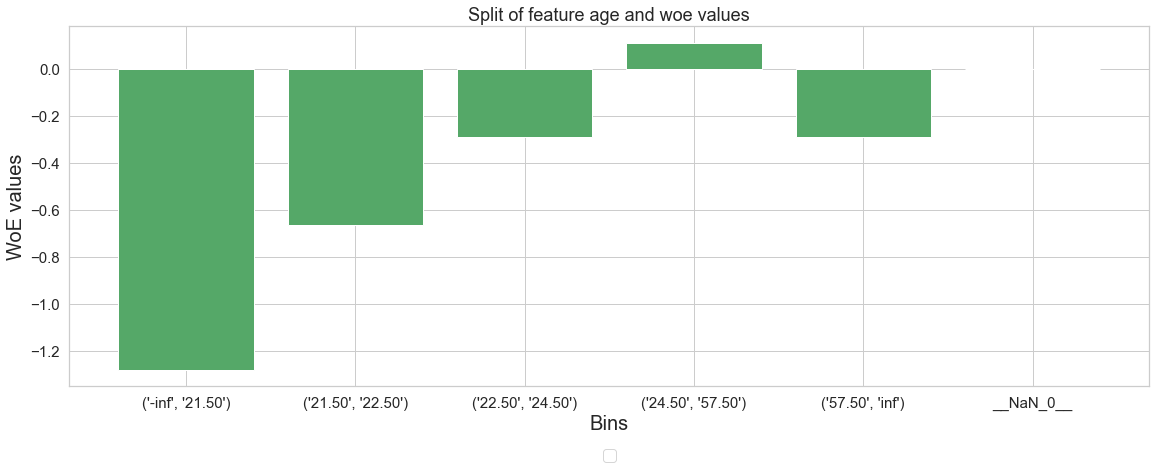 Split of feature age and woe values
WoE values
0.0
−0.2
−0.4
−0.6
−0.8
−1.0
−1.2
('-inf', '21.50')
('21.50', '22.50')
('22.50', '24.50')
('24.50', '57.50')
('57.50', 'inf')
__NaN_0__
Bins